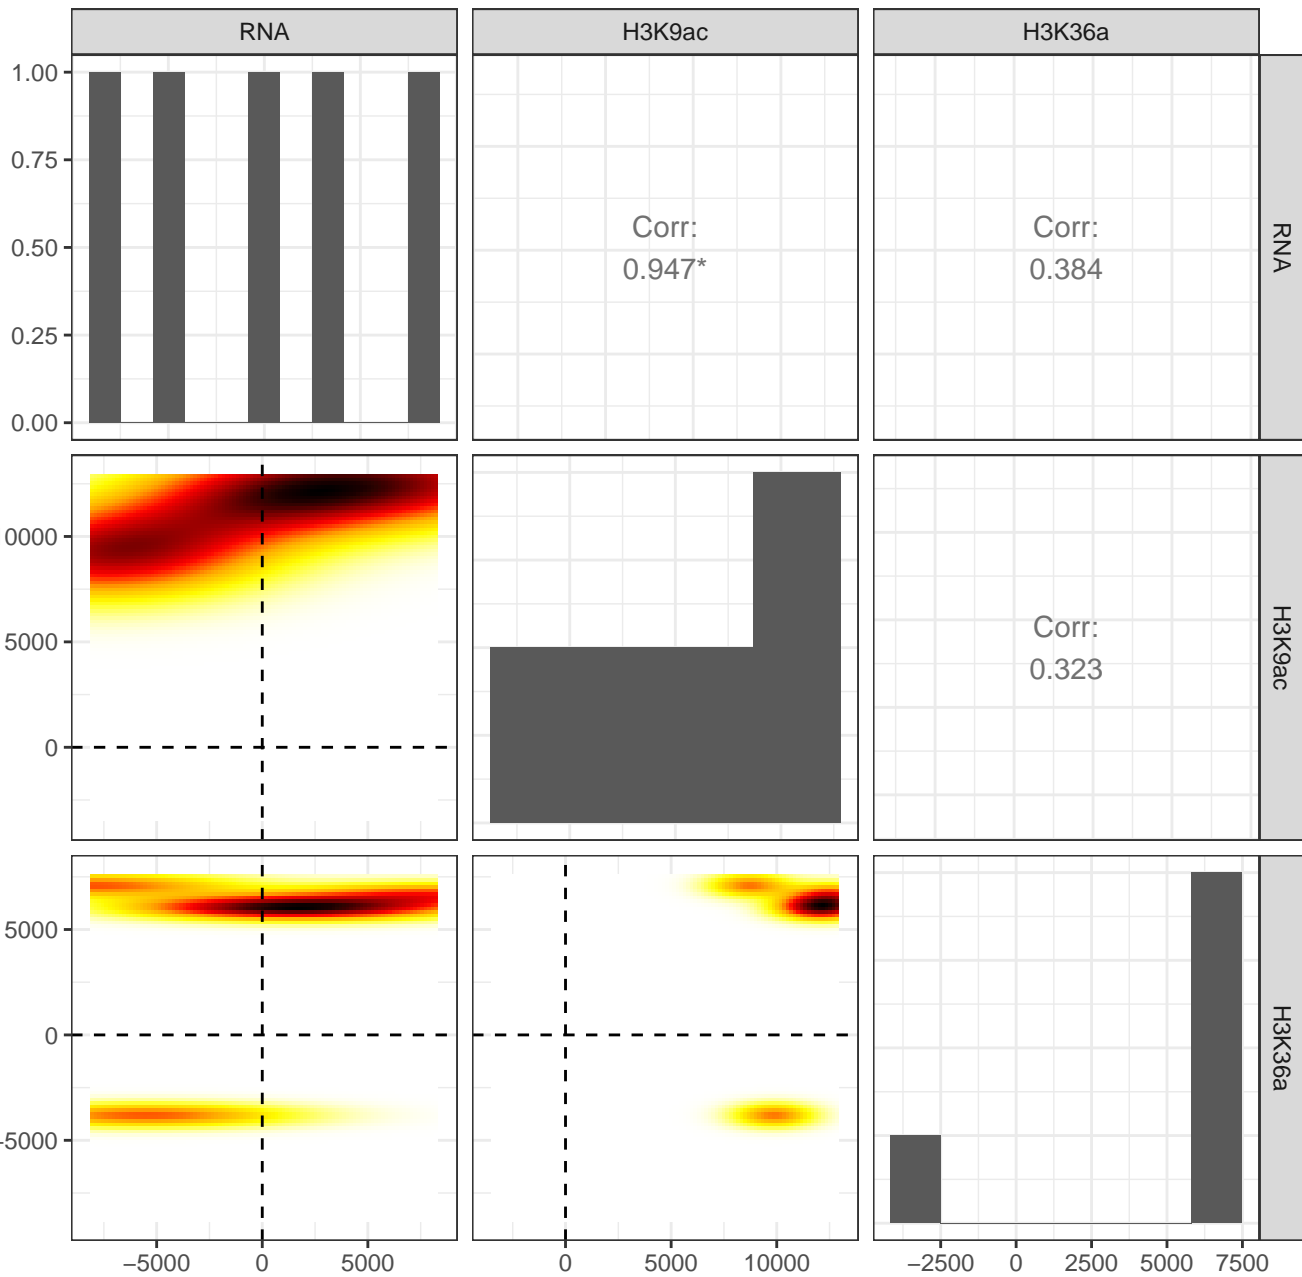 RNA H3K9ac H3K36a
1.00
0.75
0.50
0.25
0.00
Corr:
0.947*
Corr:
0.384
RNA
0000
5000
0
Corr:
0.323
H3K9ac
5000
0
-5000
H3K36a
−5000 0 5000 0 5000 10000 −2500 0 2500 5000 7500